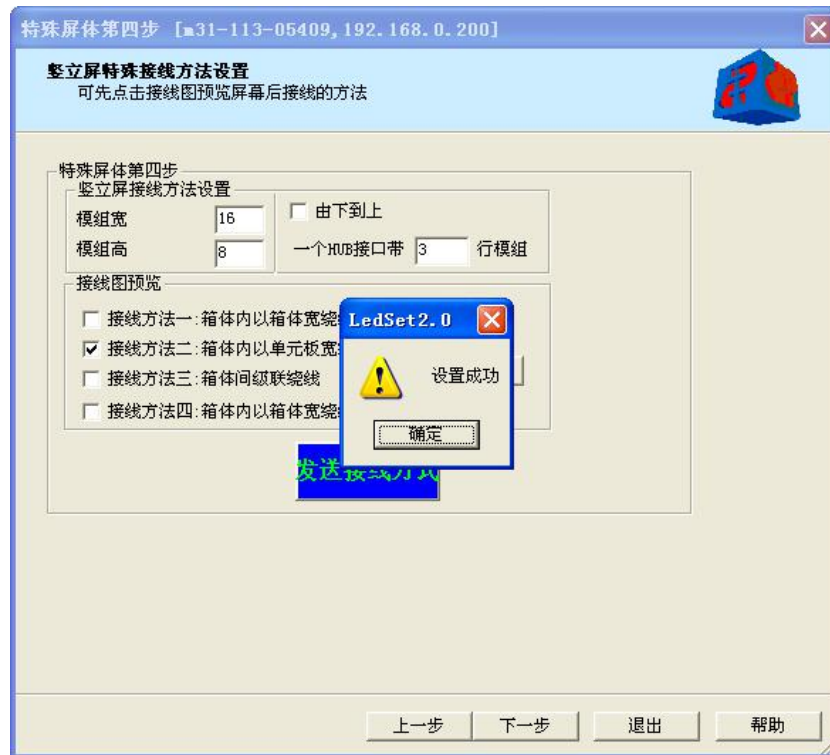 特殊屏体第四步 [m31-113-05409,192.168.0.200]
竖立屏特殊接线方法设置
可先点击接线图预览屏幕后接线的方法
特殊屏体第四步
竖立屏接线方法设置
模组宽 16
由下到上
模组高 8
一个HUB接口带 3 行模组
接线图预览
接线方法一:箱体内以箱体宽绕
接线方法二:箱体内以单元板宽
接线方法三:箱体间级联绕线
接线方法四:箱体内以箱体宽绕
LedSet2.0
设置成功
确定
发送接线方式
上一步 下一步 退出 帮助